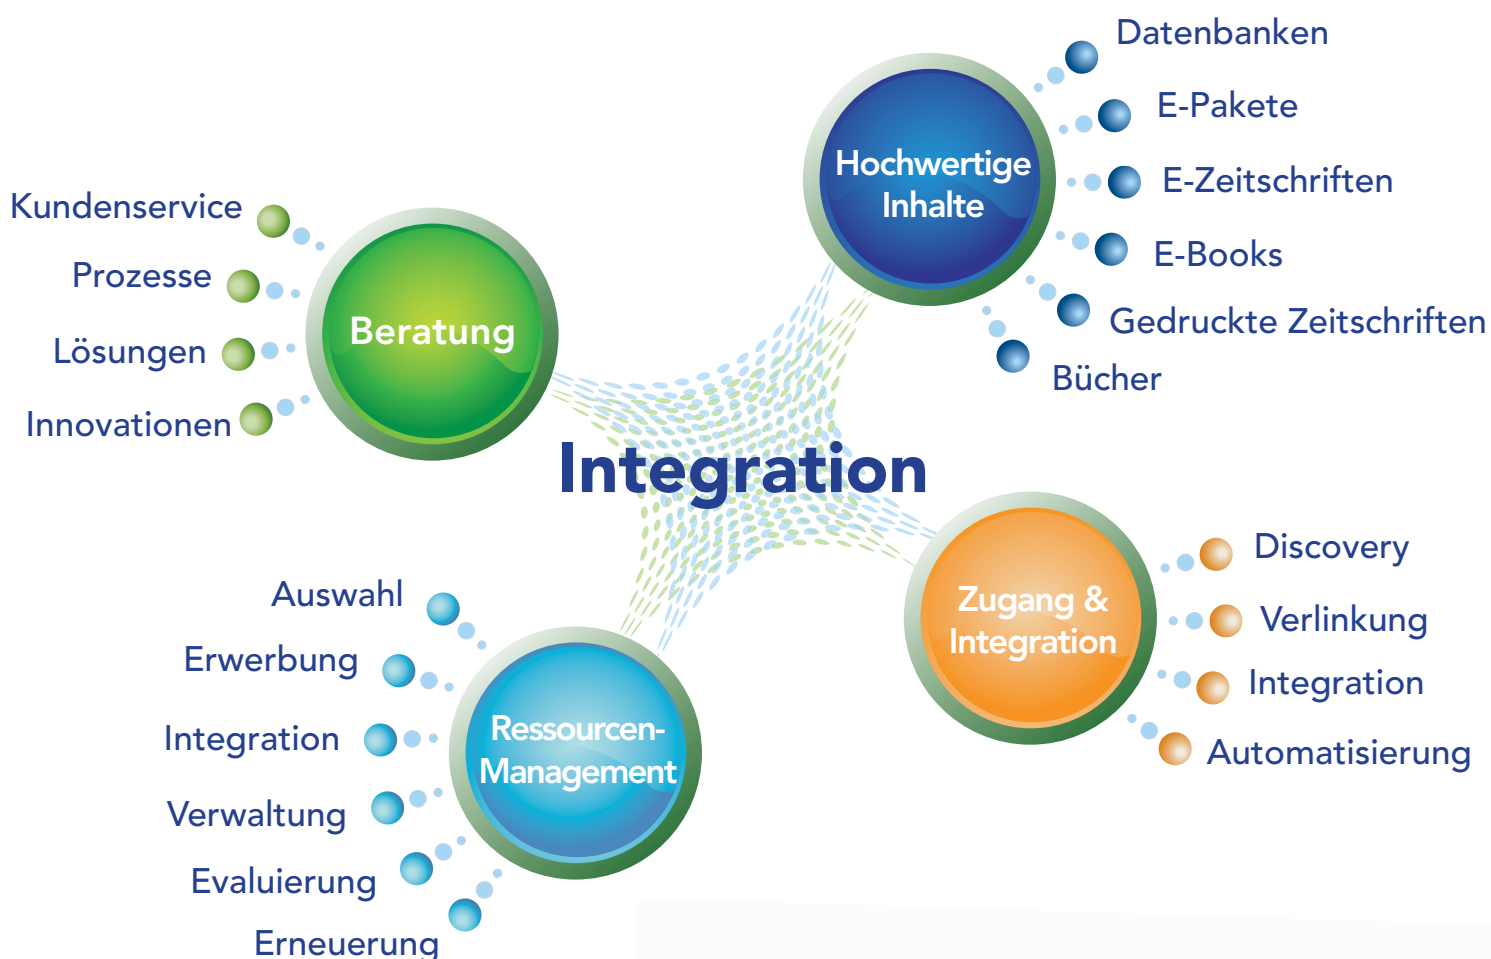 Kundenservice
Prozesse
Lösungen
Innovationen
Beratung
Hochwertige
Inhalte
Datenbanken
E-Pakete
E-Zeitschriften
E-Books
Gedruckte Zeitschriften
Bücher
Integration
Auswahl
Erwerbung
Integration
Verwaltung
Evaluierung
Erneuerung
Ressourcen-
Management
Zugang &
Integration
Discovery
Verlinkung
Integration
Automatisierung